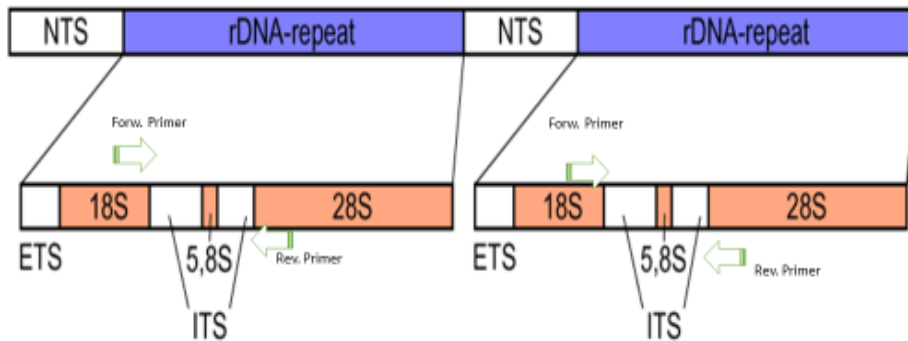 NTS rDNA-repeat NTS rDNA-repeat
Forw. Primer Forw. Primer
18S 28S 18S 28S
ETS 5,8S Rev. Primer ETS 5,8S Rev. Primer
ITS ITS